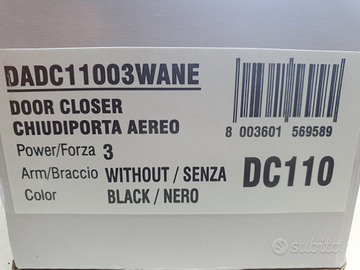 DADC11003WANE
DOOR CLOSER
CHIUDIPORTA AEREO
Power/Forza 3
Arm/Braccio WITHOUT / SENZA
Color BLACK / NERO
8 003601 569589
DC110
subito